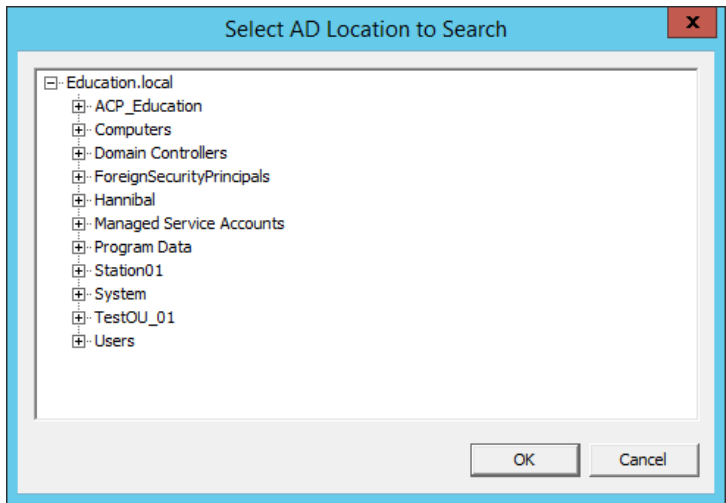 Select AD Location to Search
x
Education.local
ACP_Education
Computers
Domain Controllers
ForeignSecurityPrincipals
Hannibal
Managed Service Accounts
Program Data
Station01
System
TestOU_01
Users
OK Cancel